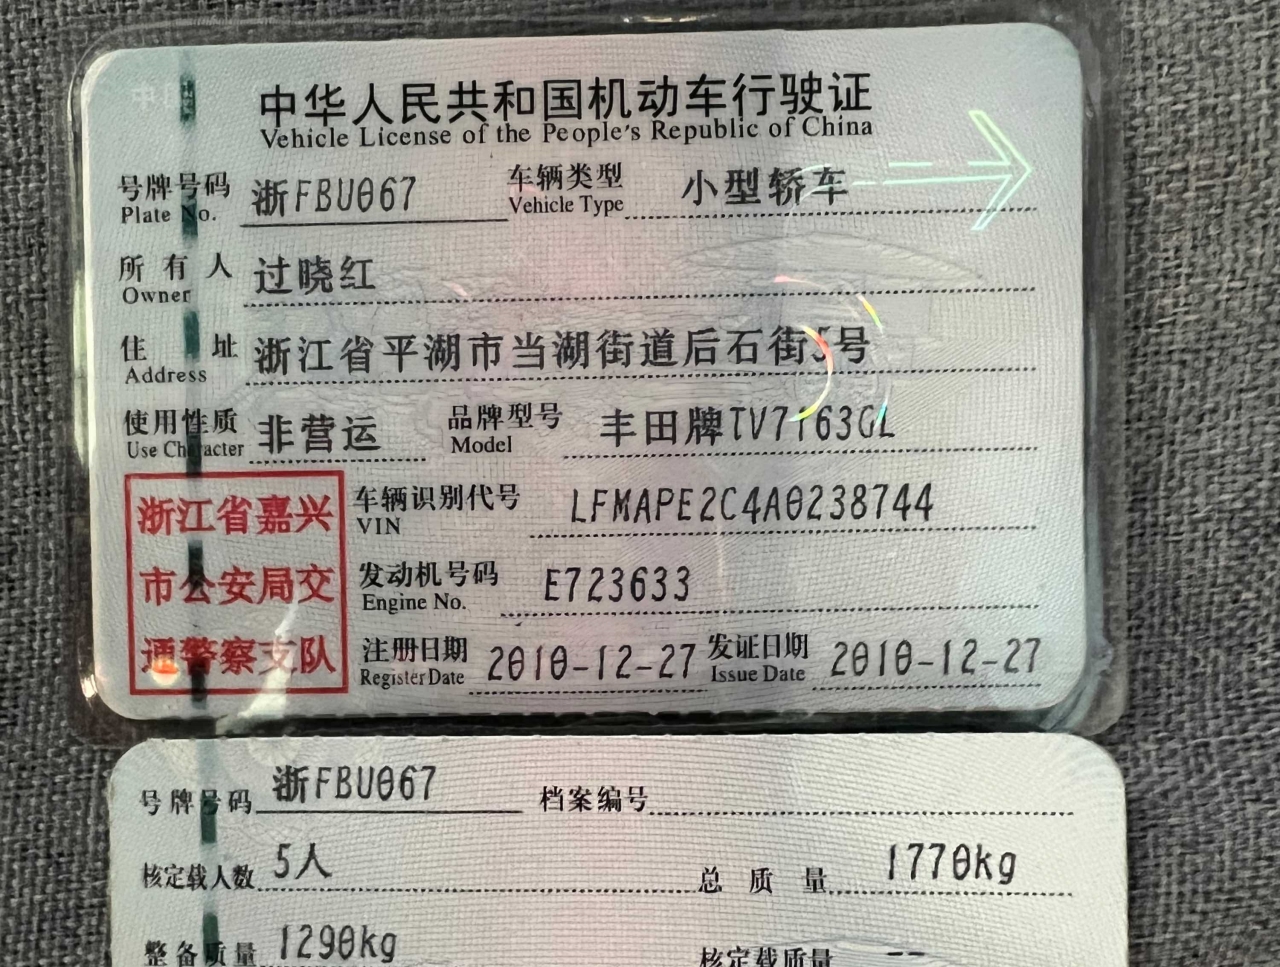 中华人民共和国机动车行驶证
Vehicle License of the People's Republic of China
号牌号码 浙FBU067 车辆类型 小型轿车
Plate No. Vehicle Type
所有人 过晓红
Owner
住址 浙江省平湖市当湖街道后石街5号
Address
使用性质 非营运 品牌型号 丰田牌TV7163GL
Use Character Model
浙江省嘉兴
市公安局交
通警察支队
车辆识别代号 LFMAPE2C4A0238744
VIN
发动机号码 E723633
Engine No.
注册日期 2010-12-27 发证日期 2010-12-27
Register Date Issue Date
号牌号码 浙FBU067 档案编号
核定载人数 5人 总质量 1770kg
整备质量 1290kg 核定载质量 --